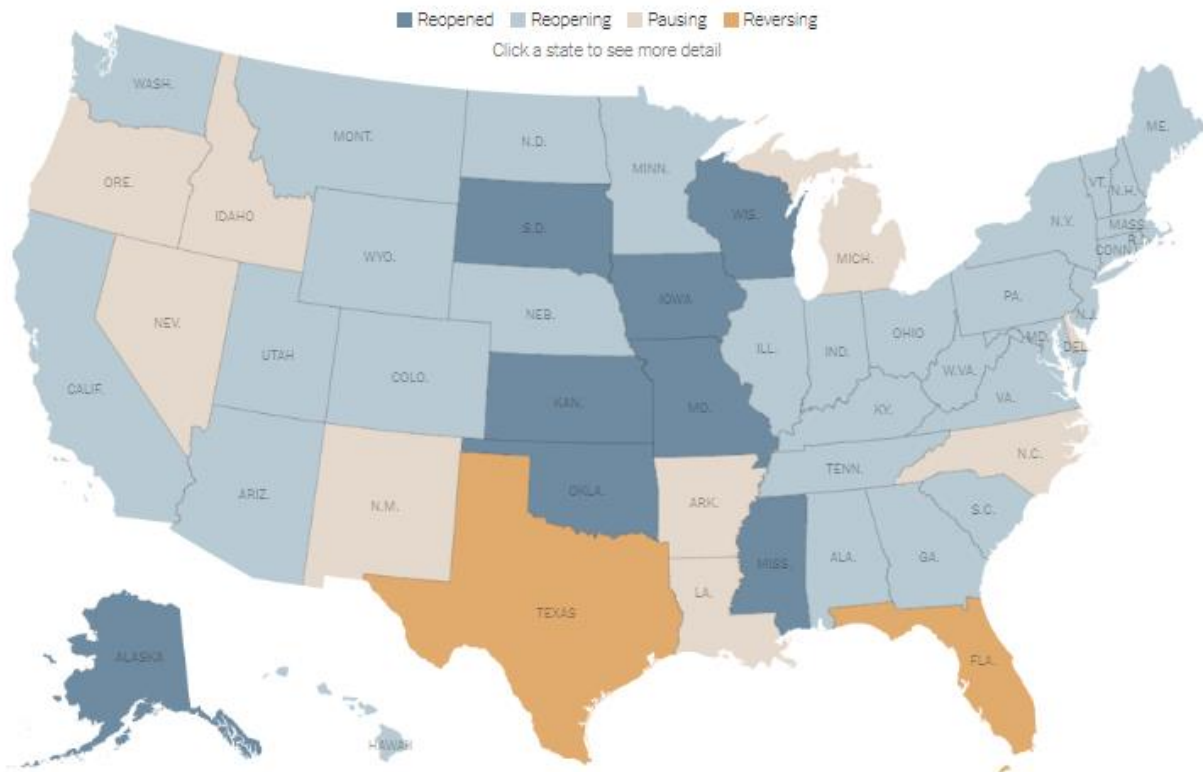 Reopened Reopening Pausing Reversing
Click a state to see more detail
WASH.
MONT.
N.D.
MINN.
ORE.
IDAHO
WYO.
S.D.
WIS.
MICH.
ME.
VT.
N.H.
N.Y.
MASS.
R.I.
CONN.
NEV.
UTAH
COLO.
NEB.
IOWA
ILL.
IND.
OHIO
PA.
N.J.
MD.
DEL.
CALIF.
KAN.
MO.
KY.
W.VA.
VA.
ARIZ.
N.M.
OKLA.
ARK.
TENN.
N.C.
S.C.
TEXAS
LA.
MISS.
ALA.
GA.
FLA.
ALASKA
HAWAII